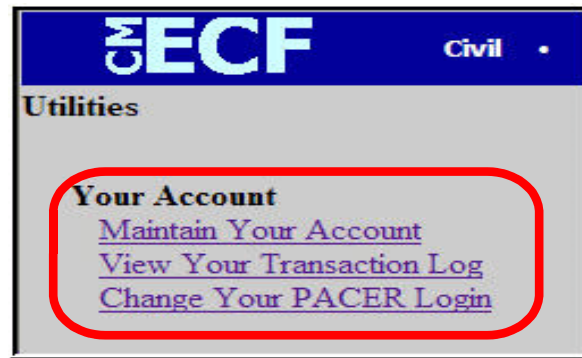 CM ECF Civil •
Utilities
Your Account
Maintain Your Account
View Your Transaction Log
Change Your PACER Login